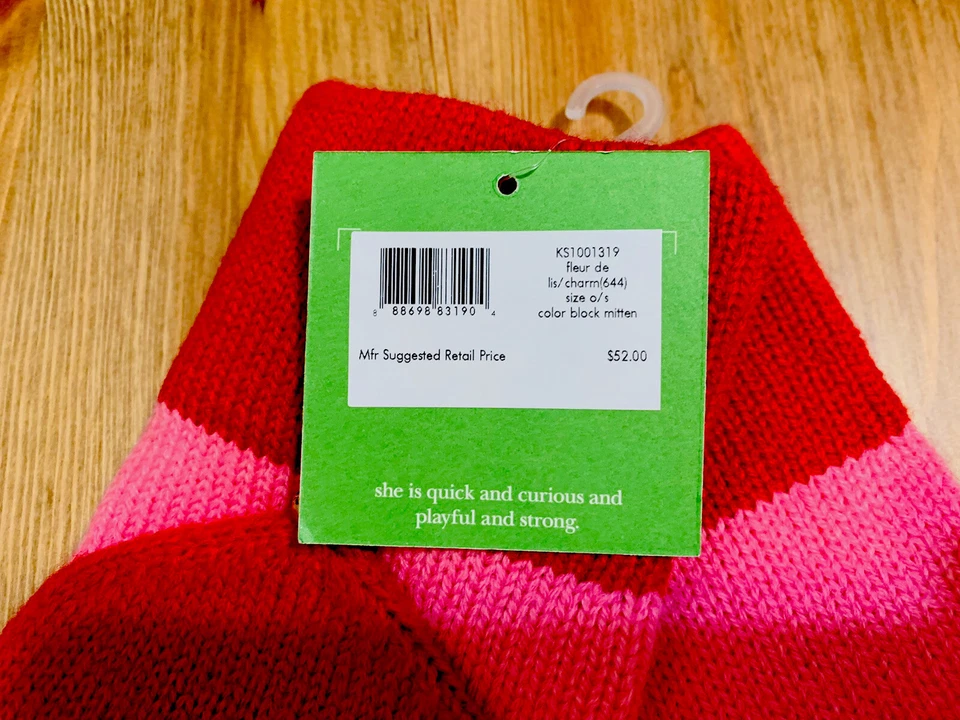 KS1001319
fleur de
lis/charm(644)
size o/s
color block mitten
8 88698 83190 4
Mfr Suggested Retail Price $52.00
she is quick and curious and
playful and strong.